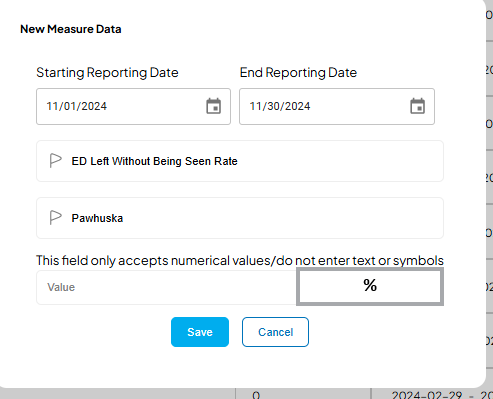 New Measure Data
Starting Reporting Date End Reporting Date
11/01/2024 11/30/2024
ED Left Without Being Seen Rate
Pawhuska
This field only accepts numerical values/do not enter text or symbols
Value %
Save Cancel
0 2024-02-29 - 20